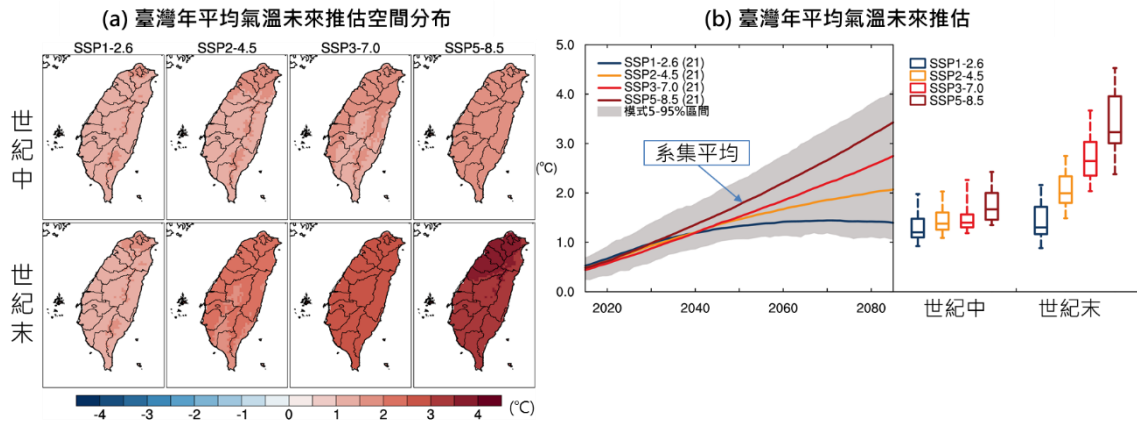 (a) 臺灣年平均氣溫未來推估空間分布
SSP1-2.6 SSP2-4.5 SSP3-7.0 SSP5-8.5
世紀中
世紀末
-4 -3 -2 -1 0 1 2 3 4 (℃)
(b) 臺灣年平均氣溫未來推估
5.0
4.0
3.0
(℃)
2.0
1.0
0.0
SSP1-2.6 (21)
SSP2-4.5 (21)
SSP3-7.0 (21)
SSP5-8.5 (21)
模式5-95%區間
系集平均
2020 2040 2060 2080
SSP1-2.6
SSP2-4.5
SSP3-7.0
SSP5-8.5
世紀中 世紀末